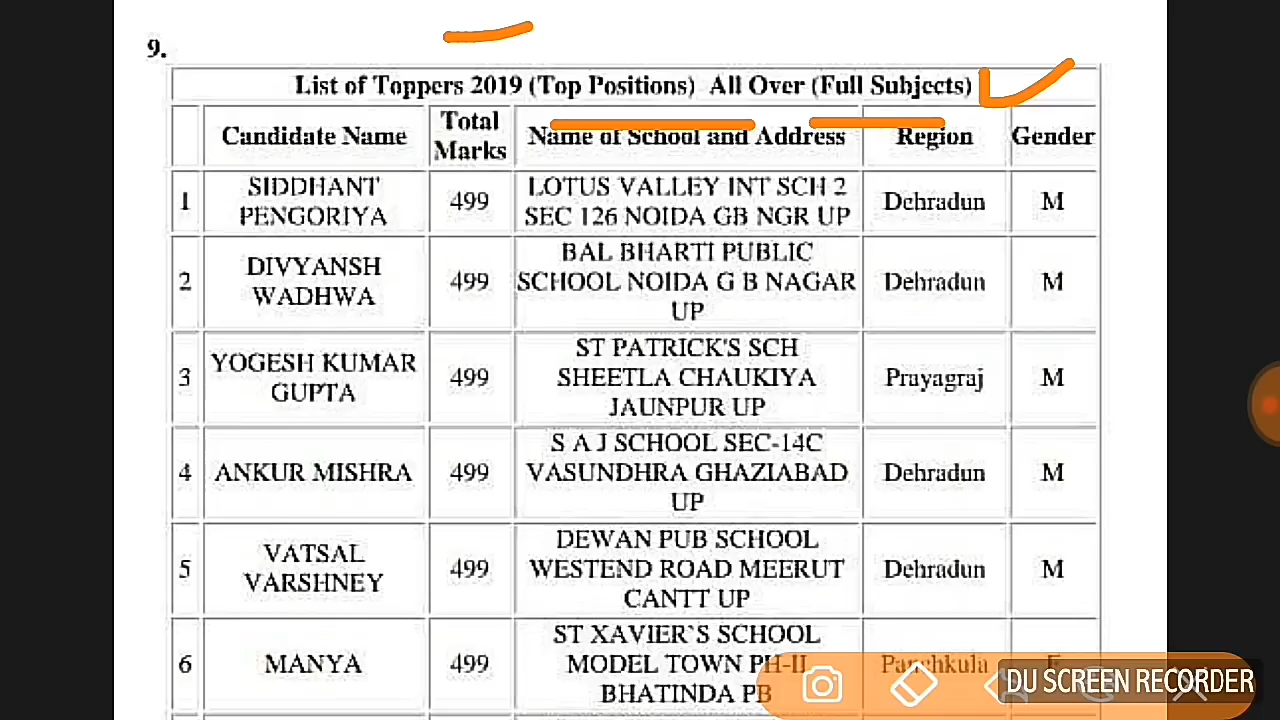 9.
List of Toppers 2019 (Top Positions) All Over (Full Subjects)
Candidate Name Total Marks Name of School and Address Region Gender
1 SIDDHANT PENGORIYA 499 LOTUS VALLEY INT SCH 2 SEC 126 NOIDA GB NGR UP Dehradun M
2 DIVYANSH WADHWA 499 BAL BHARTI PUBLIC SCHOOL NOIDA G B NAGAR UP Dehradun M
3 YOGESH KUMAR GUPTA 499 ST PATRICK'S SCH SHEETLA CHAUKIYA JAUNPUR UP Prayagraj M
4 ANKUR MISHRA 499 S A J SCHOOL SEC-14C VASUNDHRA GHAZIABAD UP Dehradun M
5 VATSAL VARSHNEY 499 DEWAN PUB SCHOOL WESTEND ROAD MEERUT CANTT UP Dehradun M
6 MANYA 499 ST XAVIER`S SCHOOL MODEL TOWN PH-II BHATINDA PB Panchkula F
DU SCREEN RECORDER